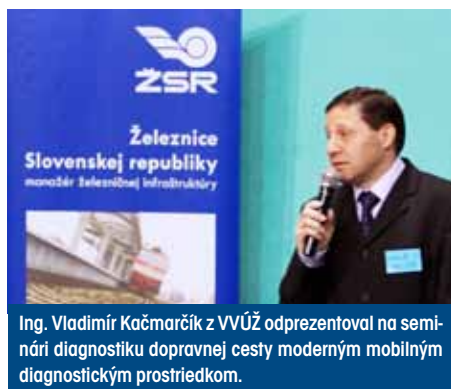 ŽSR
Železnice
Slovenskej republiky
manažér železničnej infraštruktúry
Ing. Vladimír Kačmarčík z VVÚŽ odprezentoval na semi-
nári diagnostiku dopravnej cesty moderným mobilným
diagnostickým prostriedkom.